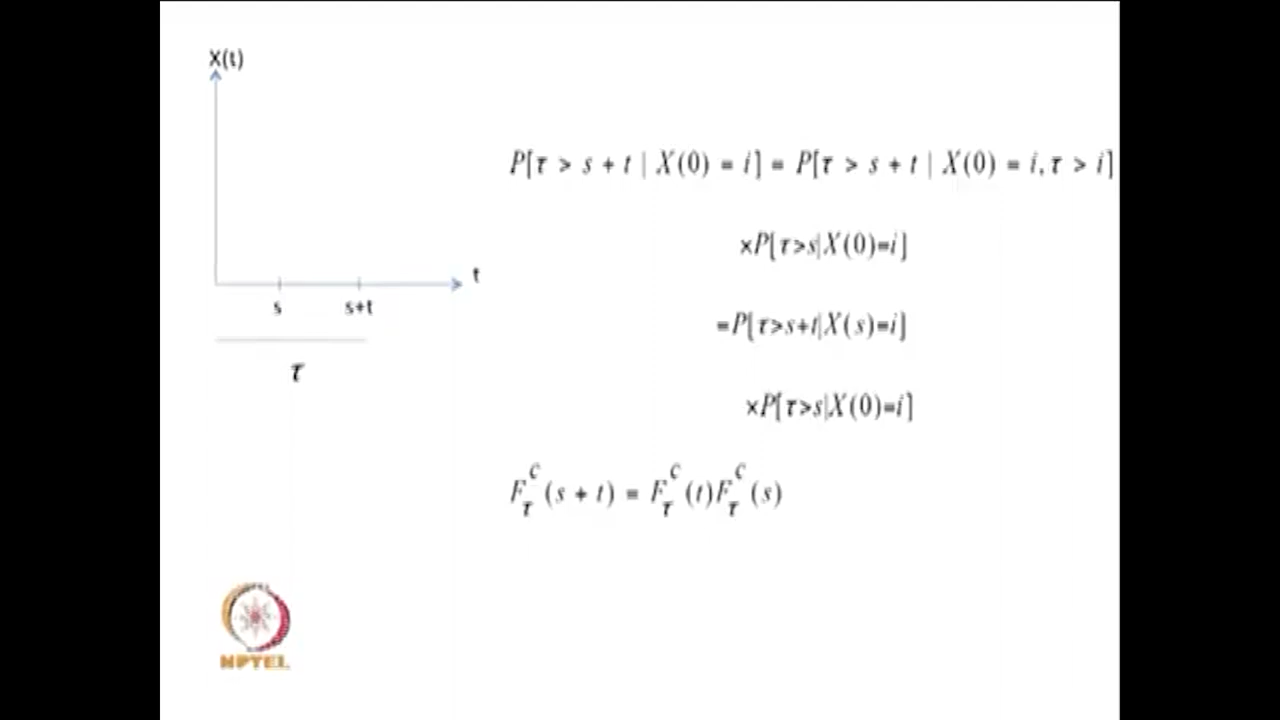 X(t)
P[τ > s + t | X(0) = i] = P[τ > s + t | X(0) = i, τ > i]
×P[τ>s|X(0)=i]
t
s s+t
=P[τ>s+t|X(s)=i]
τ
×P[τ>s|X(0)=i]
F_τ^C (s + t) = F_τ^C (t)F_τ^C (s)
NPTEL